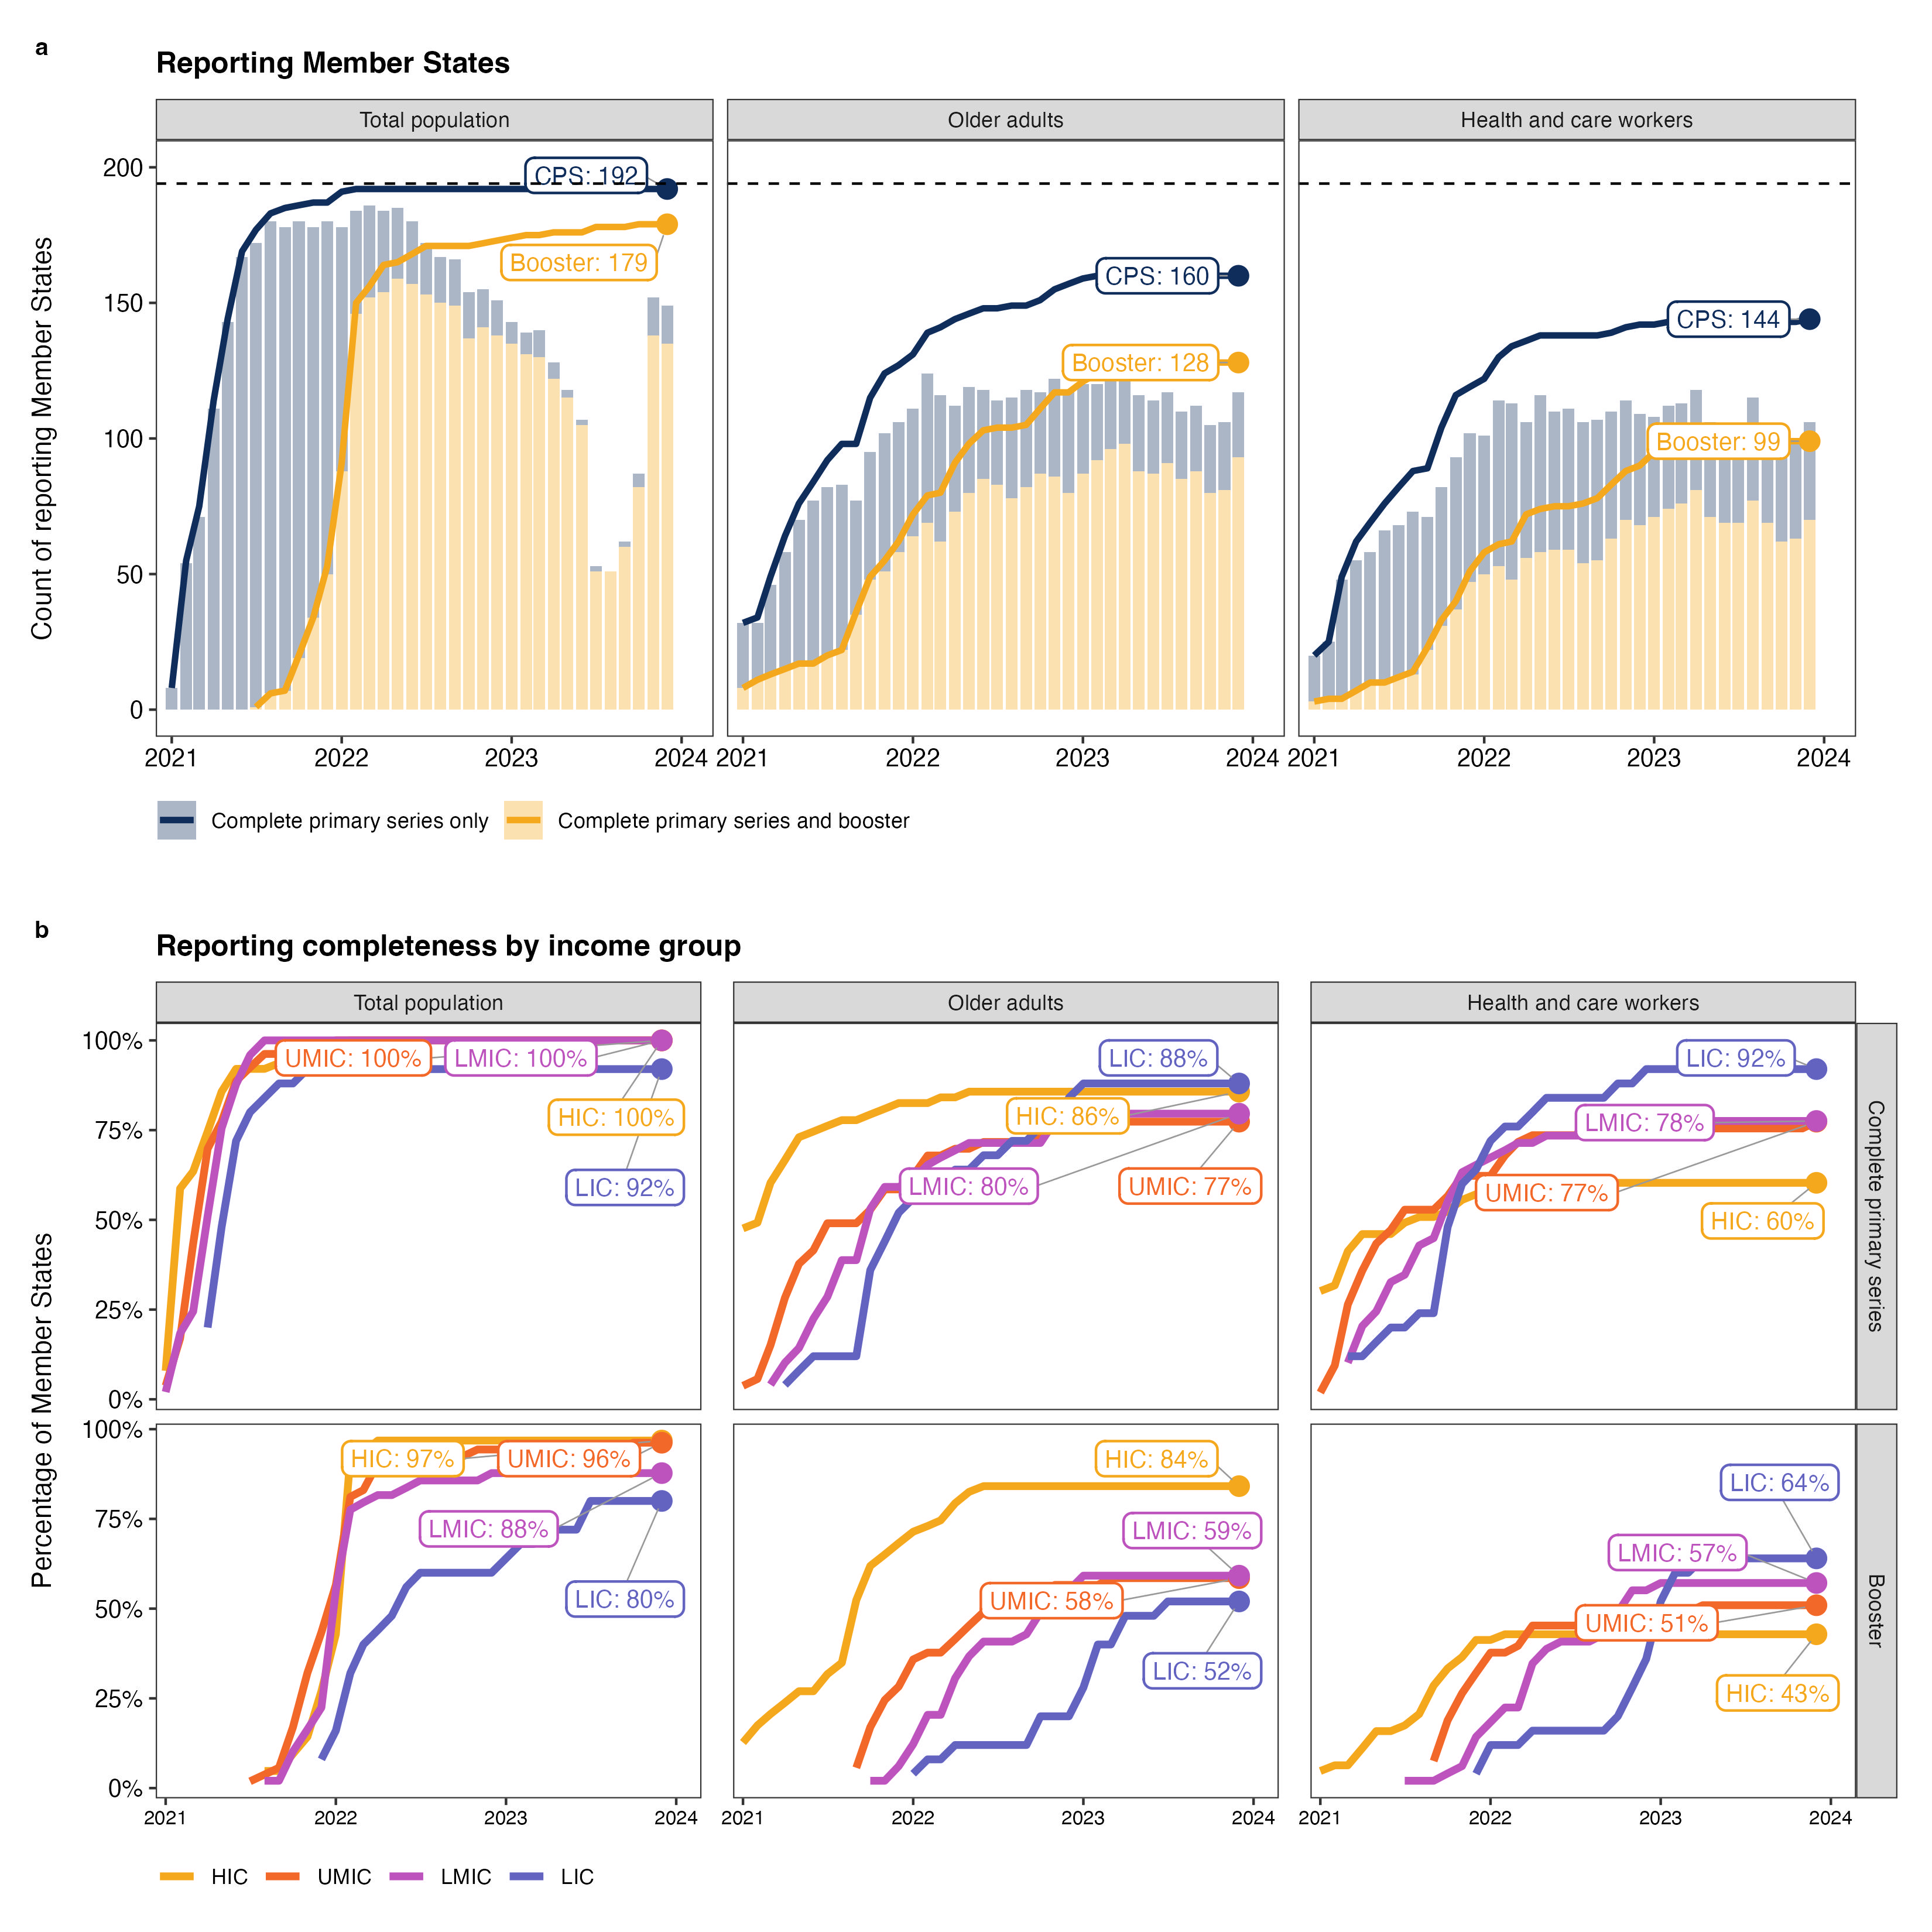 a
Reporting Member States
Total population
Older adults
Health and care workers
Count of reporting Member States
200
150
100
50
0
CPS: 192
Booster: 179
CPS: 160
Booster: 128
CPS: 144
Booster: 99
2021 2022 2023 2024
2021 2022 2023 2024
2021 2022 2023 2024
Complete primary series only
Complete primary series and booster
b
Reporting completeness by income group
Total population
Older adults
Health and care workers
Percentage of Member States
100%
75%
50%
25%
0%
UMIC: 100%
LMIC: 100%
HIC: 100%
LIC: 92%
LIC: 88%
HIC: 86%
LMIC: 80%
UMIC: 77%
LIC: 92%
LMIC: 78%
UMIC: 77%
HIC: 60%
Complete primary series
100%
75%
50%
25%
0%
HIC: 97%
UMIC: 96%
LMIC: 88%
LIC: 80%
HIC: 84%
LMIC: 59%
UMIC: 58%
LIC: 52%
LIC: 64%
LMIC: 57%
UMIC: 51%
HIC: 43%
Booster
2021 2022 2023 2024
2021 2022 2023 2024
2021 2022 2023 2024
HIC UMIC LMIC LIC